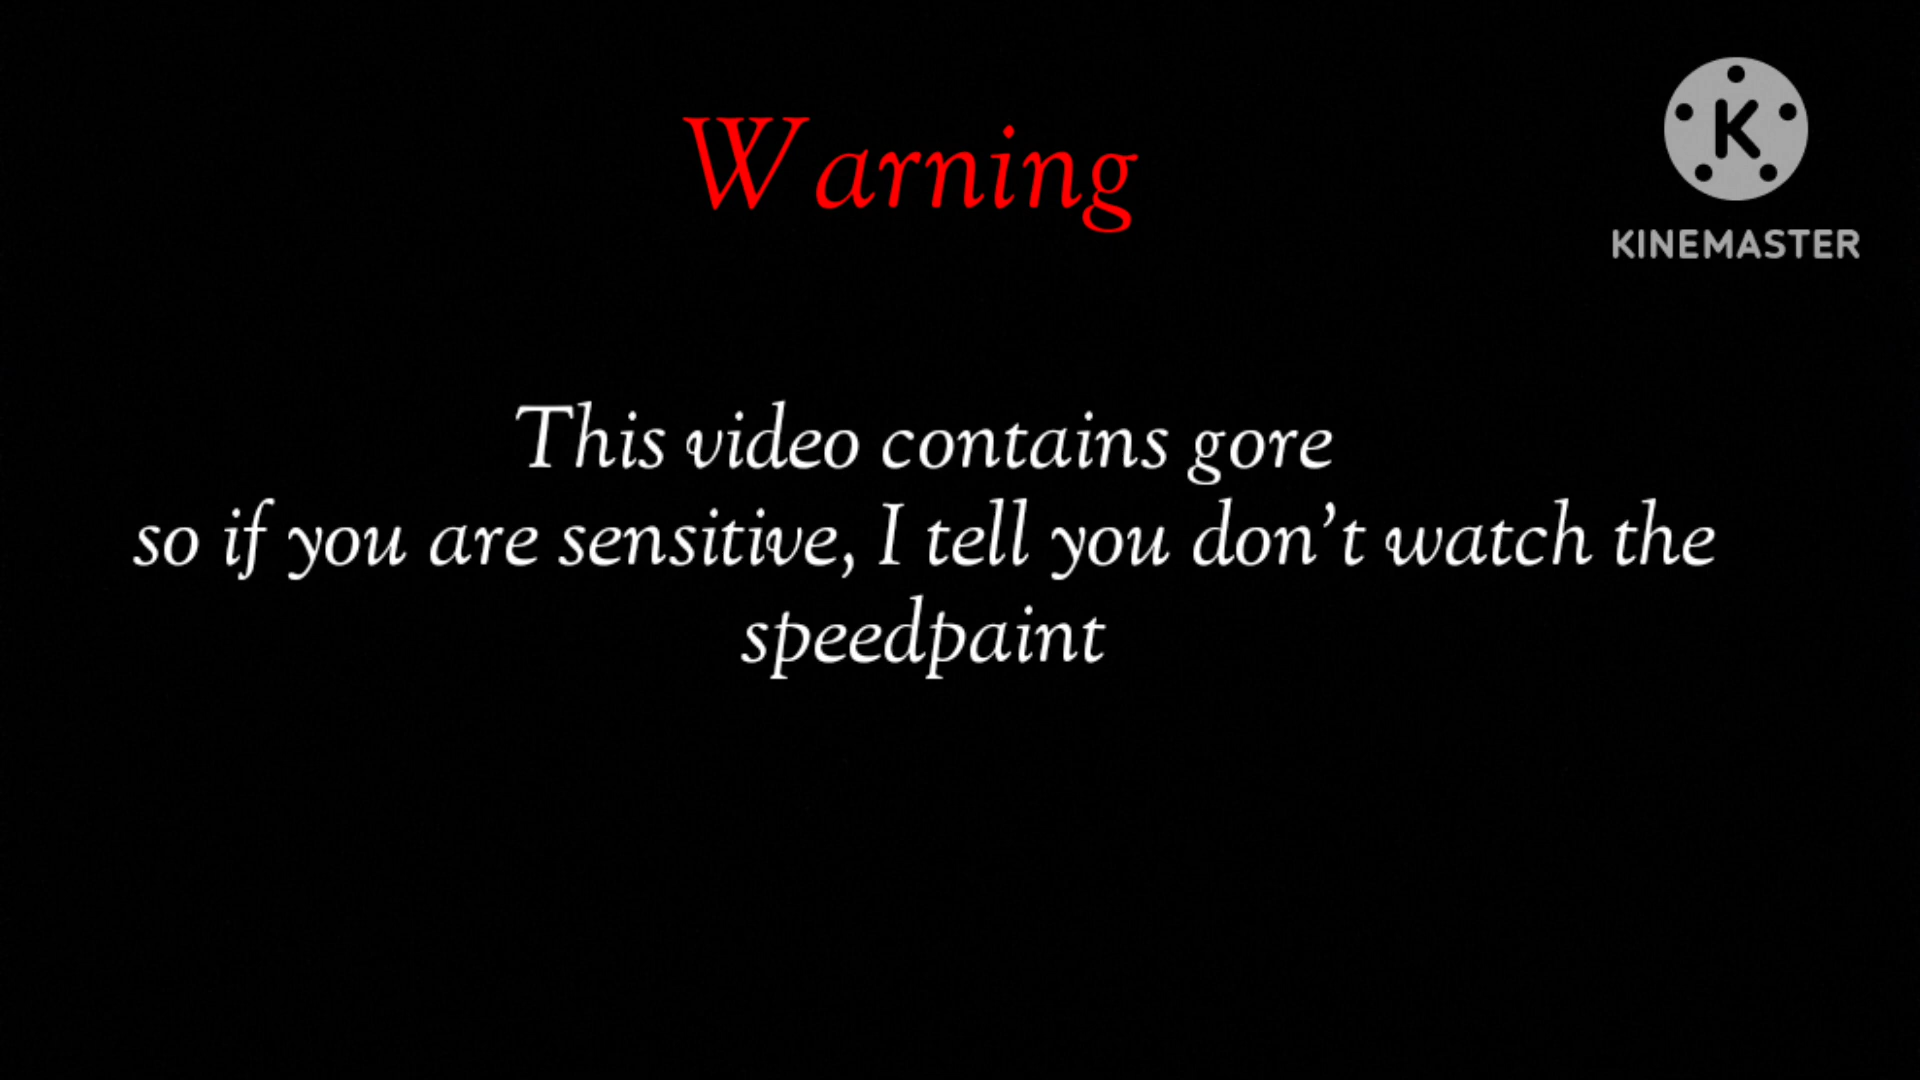 Warning
K
KINEMASTER
This video contains gore
so if you are sensitive, I tell you don't watch the
speedpaint